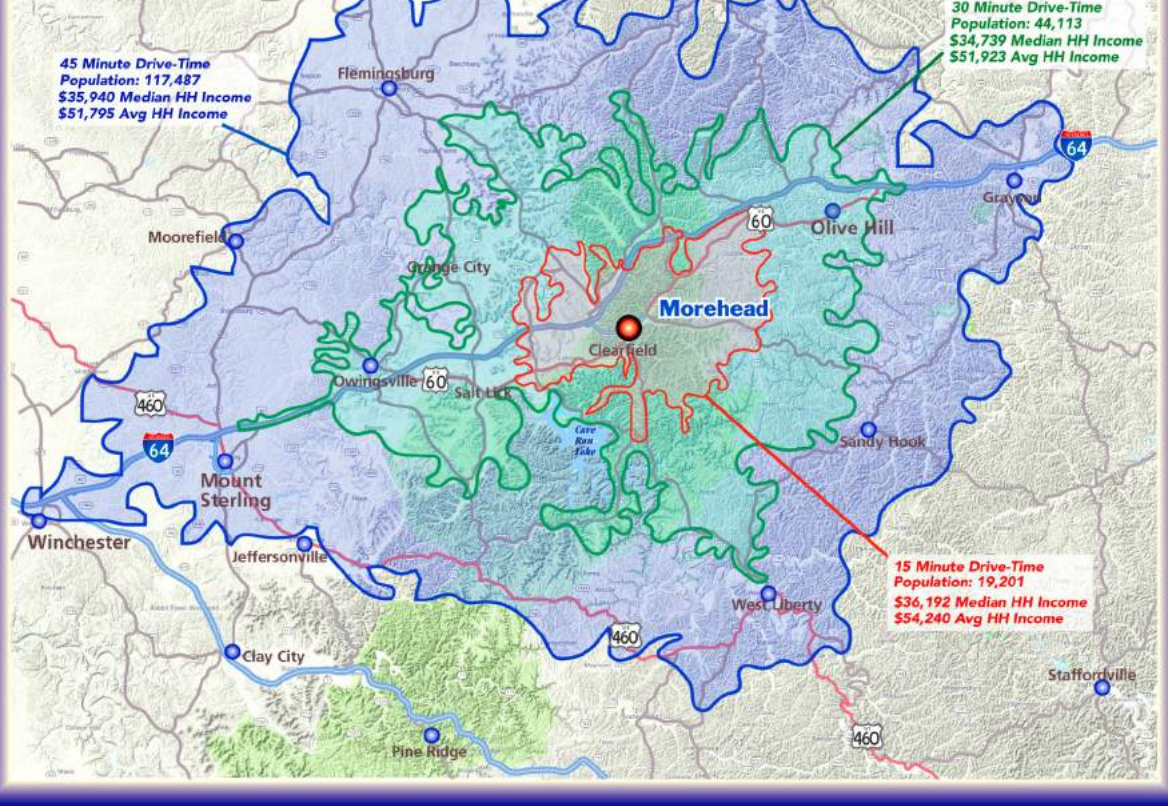 30 Minute Drive-Time
Population: 44,113
$34,739 Median HH Income
$51,923 Avg HH Income
45 Minute Drive-Time
Population: 117,487
$35,940 Median HH Income
$51,795 Avg HH Income
Flemingsburg
64
Grayson
60
Olive Hill
Moorefield
Grange City
Morehead
Clearfield
Owingsville
60
Salt Lick
460
64
Cave
Run
Lake
Sandy Hook
Mount
Sterling
Winchester
Jeffersonville
15 Minute Drive-Time
Population: 19,201
$36,192 Median HH Income
$54,240 Avg HH Income
West Liberty
460
Clay City
Staffordville
460
Pine Ridge